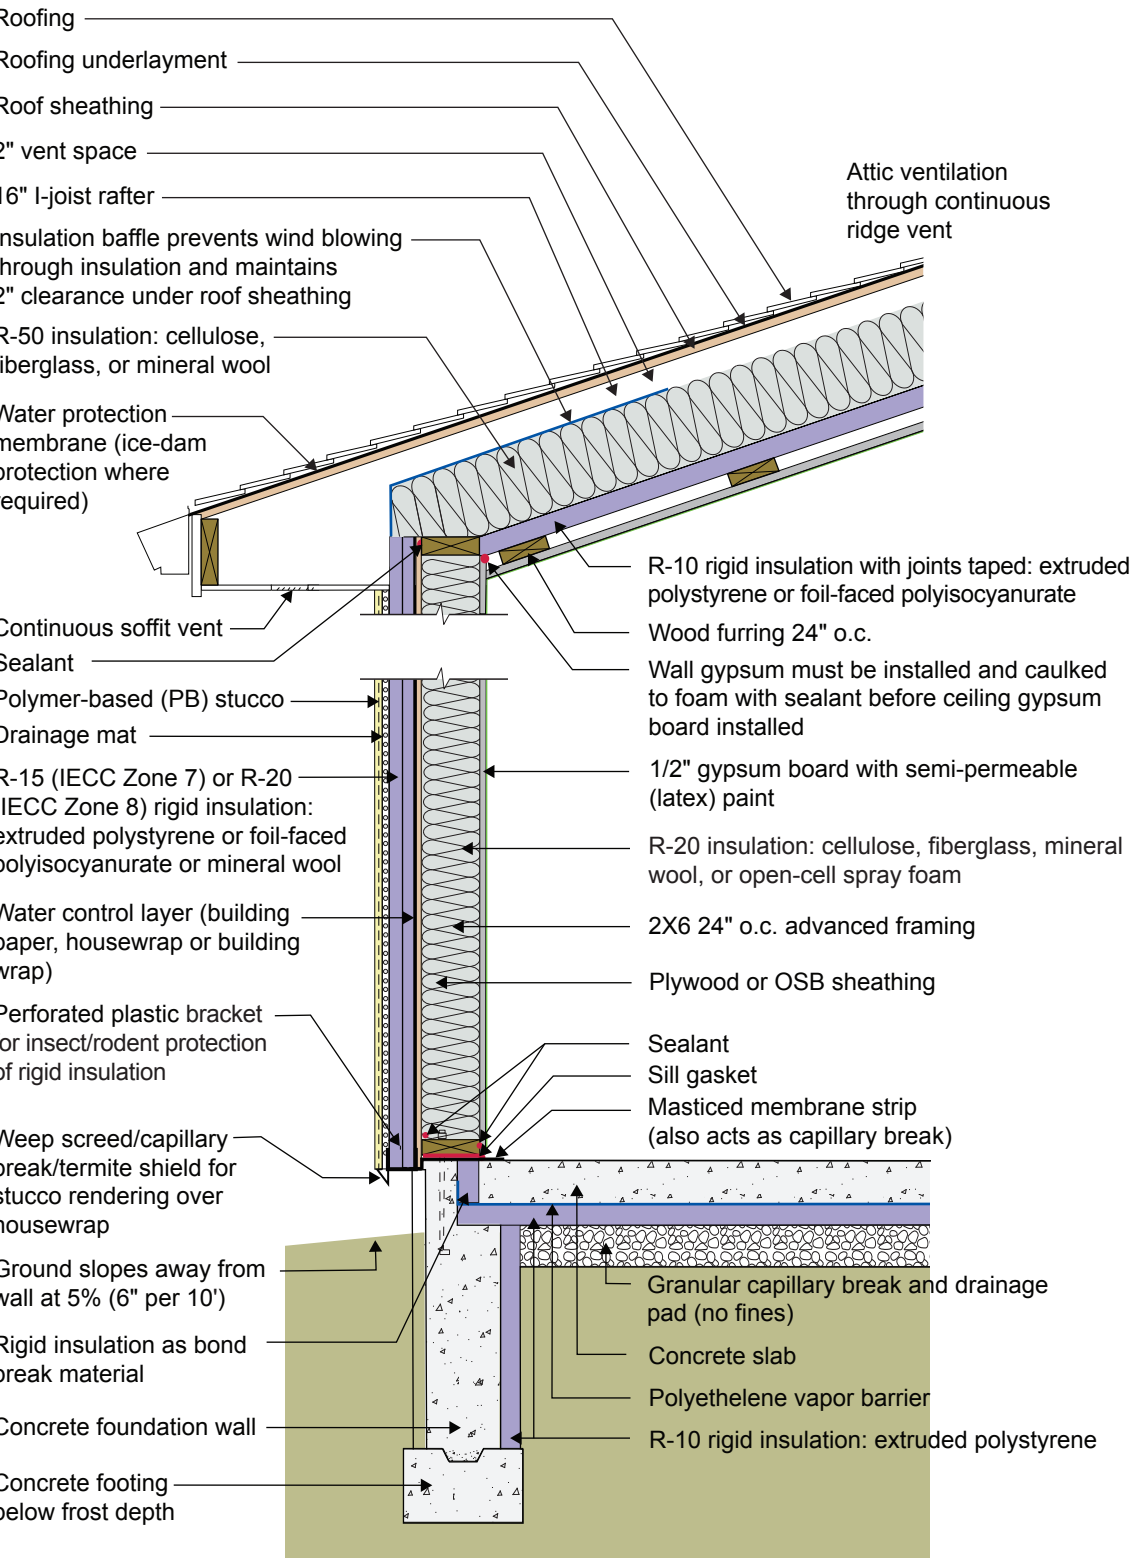 Roofing
Roofing underlayment
Roof sheathing
2" vent space
16" I-joist rafter
Insulation baffle prevents wind blowing
through insulation and maintains
2" clearance under roof sheathing
R-50 insulation: cellulose,
fiberglass, or mineral wool
Water protection
membrane (ice-dam
protection where
required)
Continuous soffit vent
Sealant
Polymer-based (PB) stucco
Drainage mat
R-15 (IECC Zone 7) or R-20
(IECC Zone 8) rigid insulation:
extruded polystyrene or foil-faced
polyisocyanurate or mineral wool
Water control layer (building
paper, housewrap or building
wrap)
Perforated plastic bracket
for insect/rodent protection
of rigid insulation
Weep screed/capillary
break/termite shield for
stucco rendering over
housewrap
Ground slopes away from
wall at 5% (6" per 10')
Rigid insulation as bond
break material
Concrete foundation wall
Concrete footing
below frost depth
Attic ventilation
through continuous
ridge vent
R-10 rigid insulation with joints taped: extruded
polystyrene or foil-faced polyisocyanurate
Wood furring 24" o.c.
Wall gypsum must be installed and caulked
to foam with sealant before ceiling gypsum
board installed
1/2" gypsum board with semi-permeable
(latex) paint
R-20 insulation: cellulose, fiberglass, mineral
wool, or open-cell spray foam
2X6 24" o.c. advanced framing
Plywood or OSB sheathing
Sealant
Sill gasket
Masticed membrane strip
(also acts as capillary break)
Granular capillary break and drainage
pad (no fines)
Concrete slab
Polyethelene vapor barrier
R-10 rigid insulation: extruded polystyrene